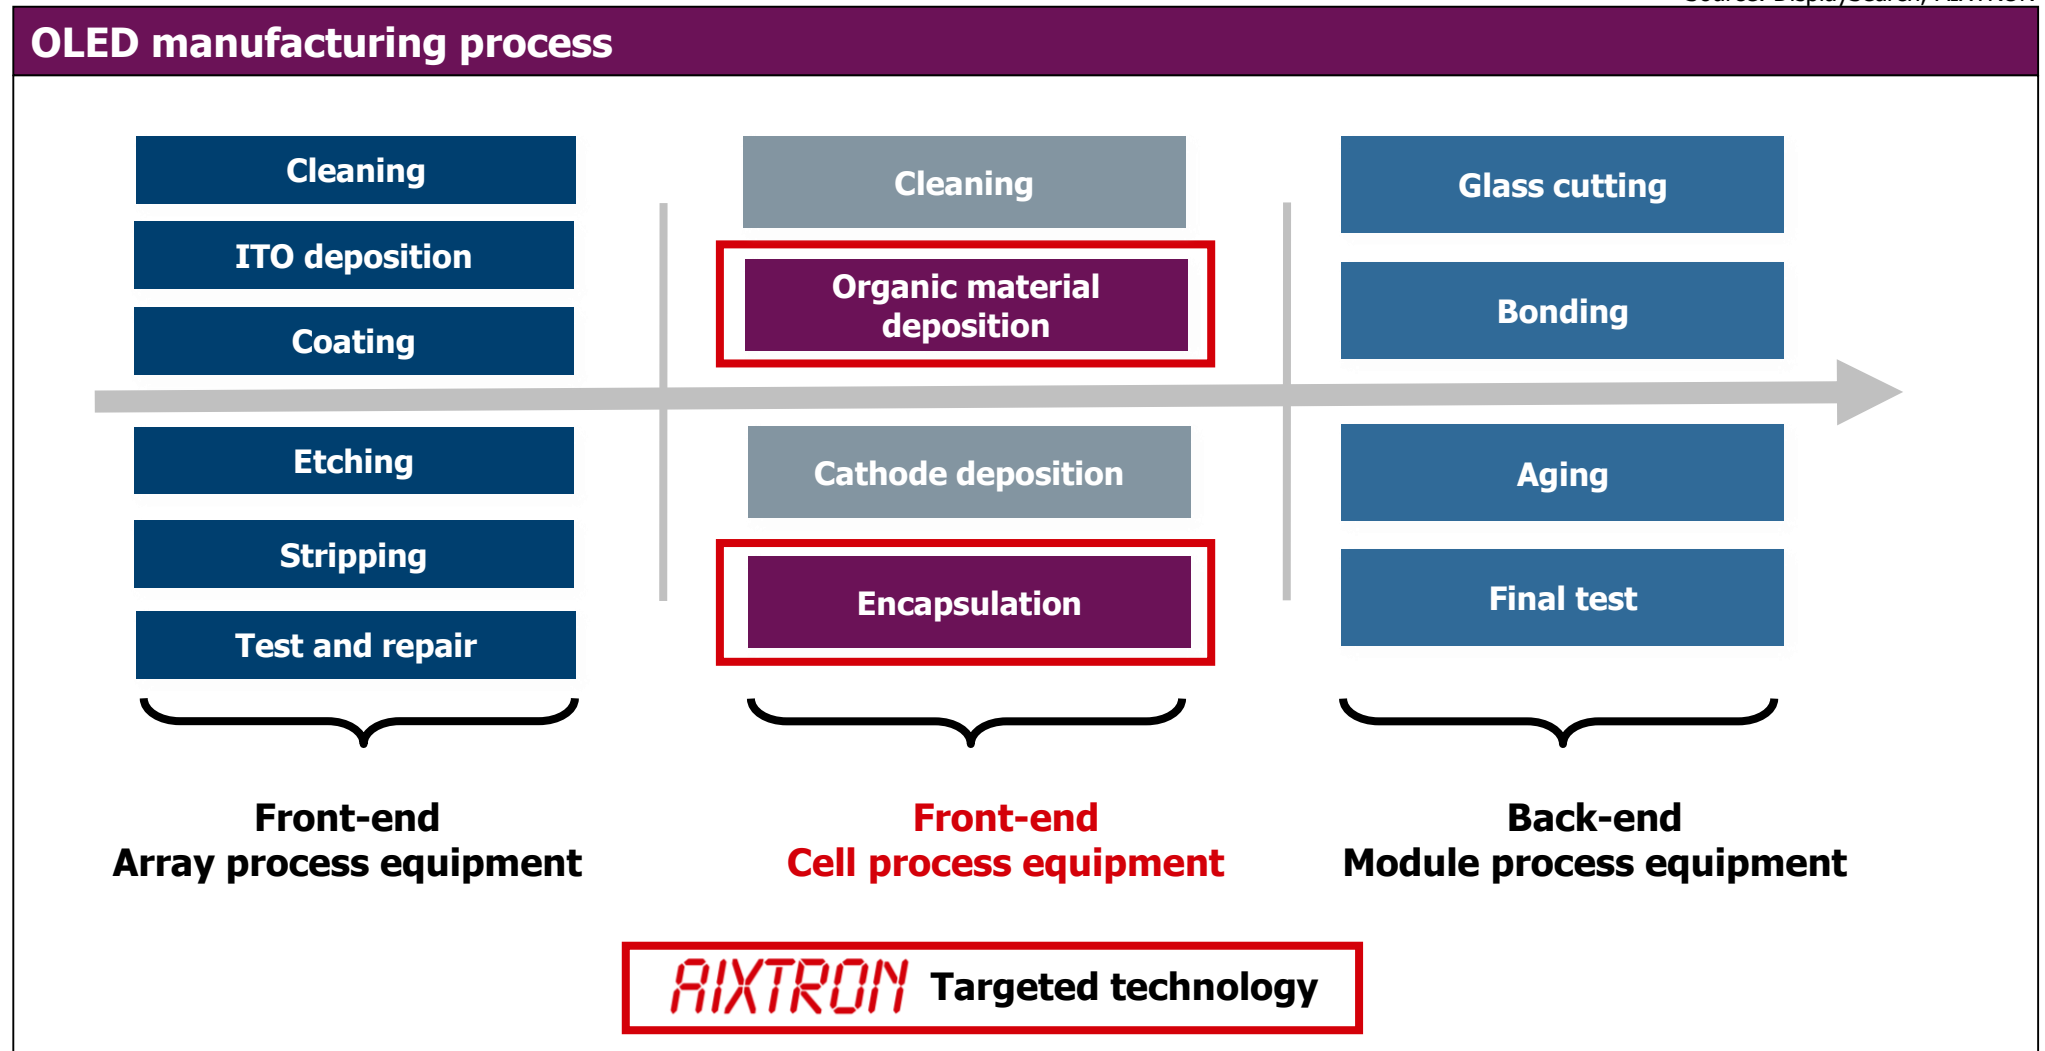 OLED manufacturing process
Cleaning
ITO deposition
Coating
Etching
Stripping
Test and repair
Front-end
Array process equipment
Cleaning
Organic material
deposition
Cathode deposition
Encapsulation
Front-end
Cell process equipment
Glass cutting
Bonding
Aging
Final test
Back-end
Module process equipment
AIXTRON Targeted technology